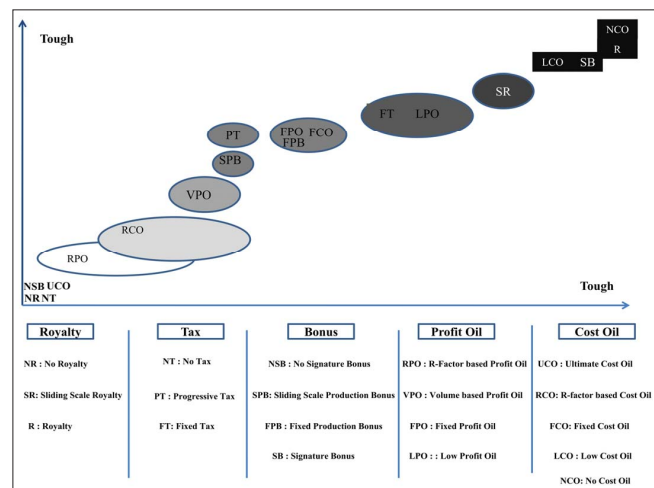 Tough
NCO
R
LCO SB
SR
FT LPO
PT
FPO FCO
FPB
SPB
VPO
RCO
RPO
NSB UCO
NR NT
Tough
Royalty
Tax
Bonus
Profit Oil
Cost Oil
NR : No Royalty
NT : No Tax
NSB : No Signature Bonus
RPO : R-Factor based Profit Oil
UCO : Ultimate Cost Oil
SR: Sliding Scale Royalty
PT : Progressive Tax
SPB: Sliding Scale Production Bonus
VPO : Volume based Profit Oil
RCO: R-factor based Cost Oil
R : Royalty
FT: Fixed Tax
FPB : Fixed Production Bonus
FPO : Fixed Profit Oil
FCO: Fixed Cost Oil
SB : Signature Bonus
LPO : : Low Profit Oil
LCO : Low Cost Oil
NCO: No Cost Oil